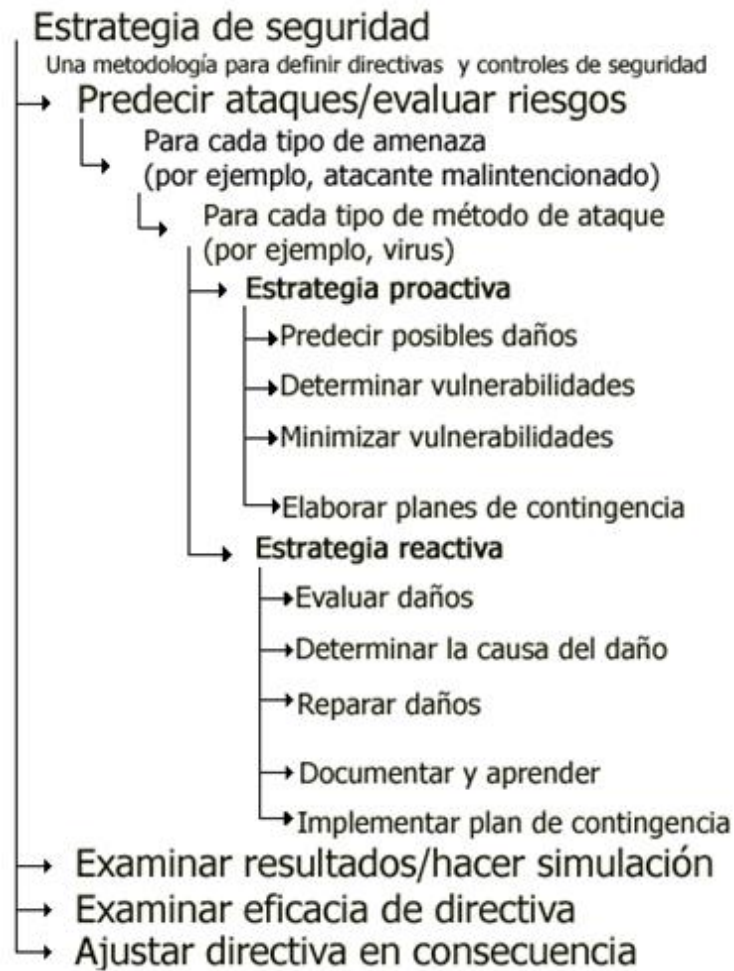 Estrategia de seguridad
Una metodología para definir directivas y controles de seguridad
Predecir ataques/evaluar riesgos
Para cada tipo de amenaza
(por ejemplo, atacante malintencionado)
Para cada tipo de método de ataque
(por ejemplo, virus)
Estrategia proactiva
Predecir posibles daños
Determinar vulnerabilidades
Minimizar vulnerabilidades
Elaborar planes de contingencia
Estrategia reactiva
Evaluar daños
Determinar la causa del daño
Reparar daños
Documentar y aprender
Implementar plan de contingencia
Examinar resultados/hacer simulación
Examinar eficacia de directiva
Ajustar directiva en consecuencia